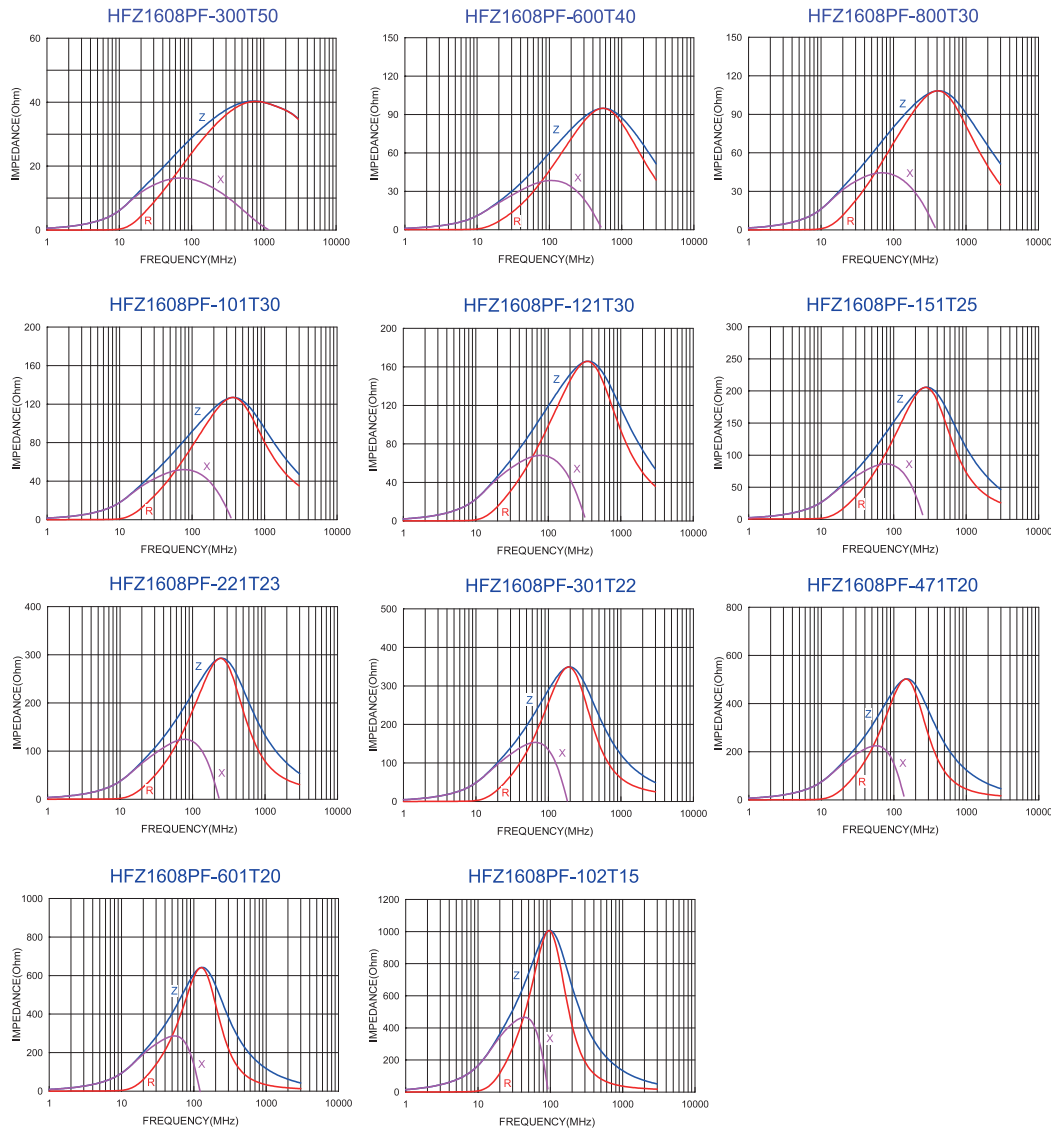 HFZ1608PF-300T50
IMPEDANCE(Ohm)
60
40
20
0
Z
X
R
1
10
100
1000
10000
FREQUENCY(MHz)
HFZ1608PF-600T40
IMPEDANCE(Ohm)
150
120
90
60
30
0
Z
X
R
1
10
100
1000
10000
FREQUENCY(MHz)
HFZ1608PF-800T30
IMPEDANCE(Ohm)
150
120
90
60
30
0
Z
X
R
1
10
100
1000
10000
FREQUENCY(MHz)
HFZ1608PF-101T30
IMPEDANCE(Ohm)
200
160
120
80
40
0
Z
X
R
1
10
100
1000
10000
FREQUENCY(MHz)
HFZ1608PF-121T30
IMPEDANCE(Ohm)
200
160
120
80
40
0
Z
X
R
1
10
100
1000
10000
FREQUENCY(MHz)
HFZ1608PF-151T25
IMPEDANCE(Ohm)
300
250
200
150
100
50
0
Z
X
R
1
10
100
1000
10000
FREQUENCY(MHz)
HFZ1608PF-221T23
IMPEDANCE(Ohm)
400
300
200
100
0
Z
X
R
1
10
100
1000
10000
FREQUENCY(MHz)
HFZ1608PF-301T22
IMPEDANCE(Ohm)
500
400
300
200
100
0
Z
X
R
1
10
100
1000
10000
FREQUENCY(MHz)
HFZ1608PF-471T20
IMPEDANCE(Ohm)
800
600
400
200
0
Z
X
R
1
10
100
1000
10000
FREQUENCY(MHz)
HFZ1608PF-601T20
IMPEDANCE(Ohm)
1000
800
600
400
200
0
Z
X
R
1
10
100
1000
10000
FREQUENCY(MHz)
HFZ1608PF-102T15
IMPEDANCE(Ohm)
1200
1000
800
600
400
200
0
Z
X
R
1
10
100
1000
10000
FREQUENCY(MHz)